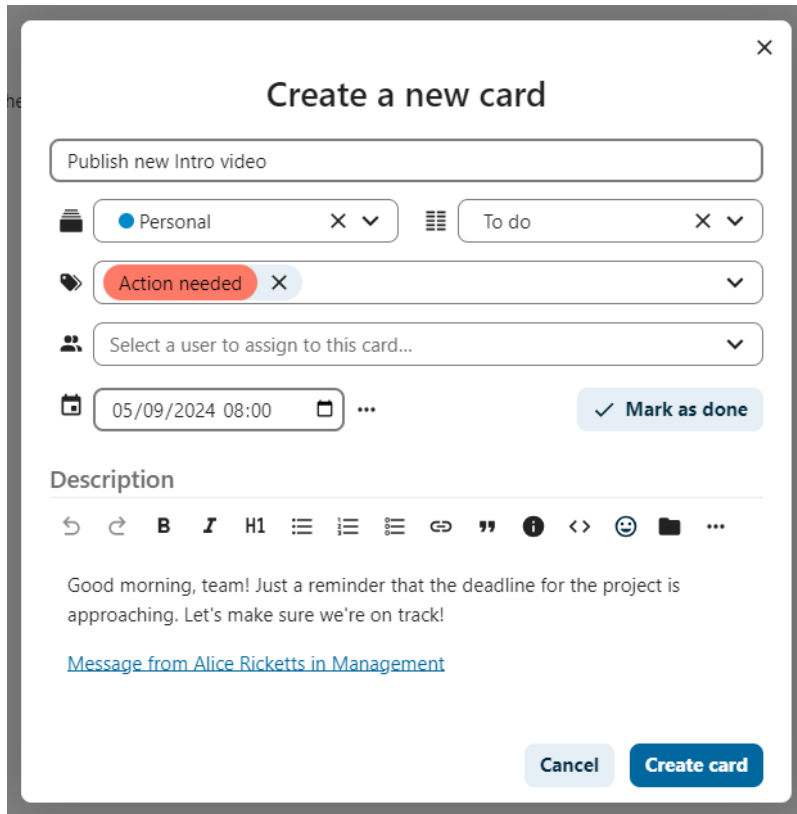 he
Create a new card
Publish new Intro video
Personal
To do
Action needed
Select a user to assign to this card...
05/09/2024 08:00
Mark as done
Description
B I H1
Good morning, team! Just a reminder that the deadline for the project is
approaching. Let's make sure we're on track!
Message from Alice Ricketts in Management
Cancel
Create card